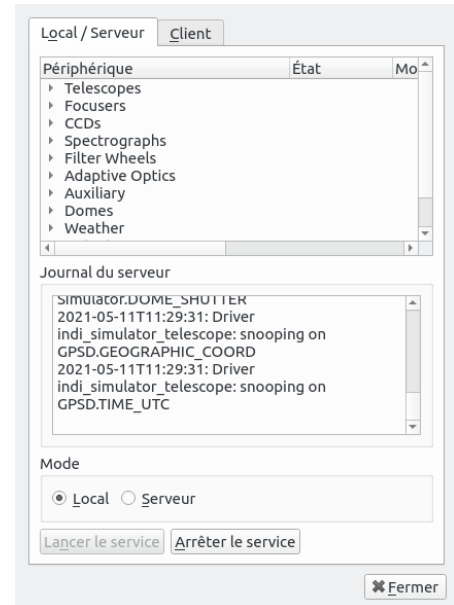 Local / Serveur Client
Périphérique État Mo
Telescopes
Focusers
CCDs
Spectrographs
Filter Wheels
Adaptive Optics
Auxiliary
Domes
Weather
Journal du serveur
Simulator.DOME_SHUTTER
2021-05-11T11:29:31: Driver
indi_simulator_telescope: snooping on
GPSD.GEOGRAPHIC_COORD
2021-05-11T11:29:31: Driver
indi_simulator_telescope: snooping on
GPSD.TIME_UTC
Mode
Local Serveur
Lancer le service Arrêter le service
Fermer